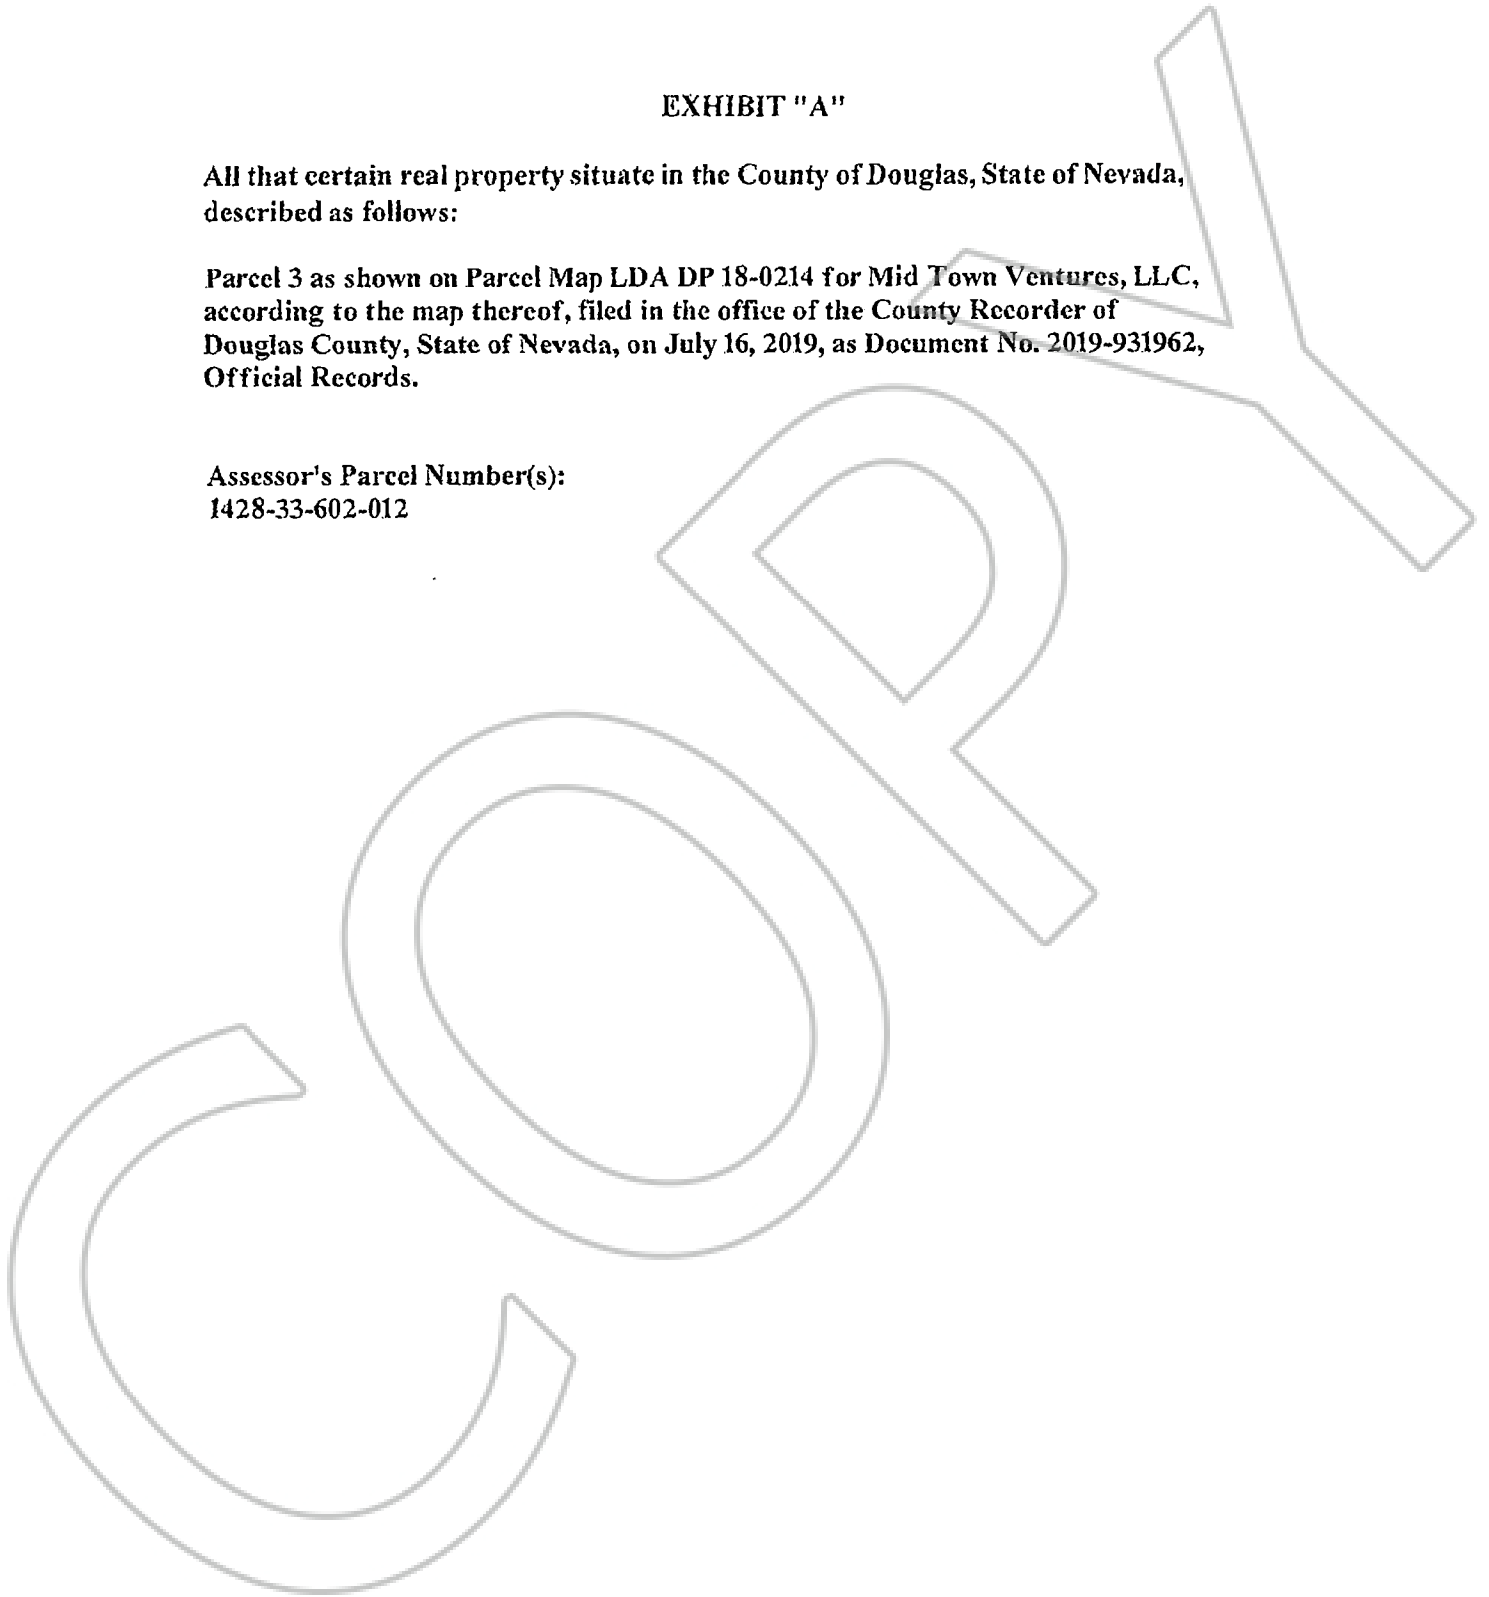 EXHIBIT "A"
All that certain real property situate in the County of Douglas, State of Nevada,
described as follows:
Parcel 3 as shown on Parcel Map LDA DP 18-0214 for Mid Town Ventures, LLC,
according to the map thereof, filed in the office of the County Recorder of
Douglas County, State of Nevada, on July 16, 2019, as Document No. 2019-931962,
Official Records.
Assessor's Parcel Number(s):
1428-33-602-012
COPY